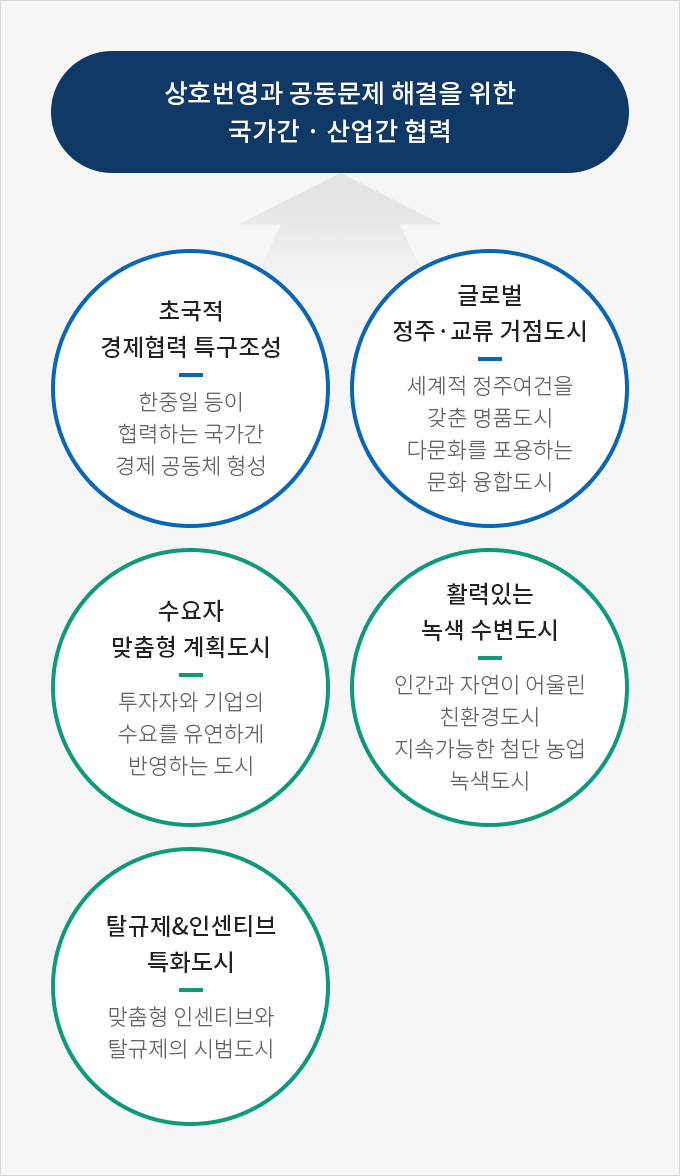 상호번영과 공동문제 해결을 위한
국가간 · 산업간 협력
초국적
경제협력 특구조성
한중일 등이
협력하는 국가간
경제 공동체 형성
글로벌
정주·교류 거점도시
세계적 정주여건을
갖춘 명품도시
다문화를 포용하는
문화 융합도시
수요자
맞춤형 계획도시
투자자와 기업의
수요를 유연하게
반영하는 도시
활력있는
녹색 수변도시
인간과 자연이 어울린
친환경도시
지속가능한 첨단 농업
녹색도시
탈규제&인센티브
특화도시
맞춤형 인센티브와
탈규제의 시범도시